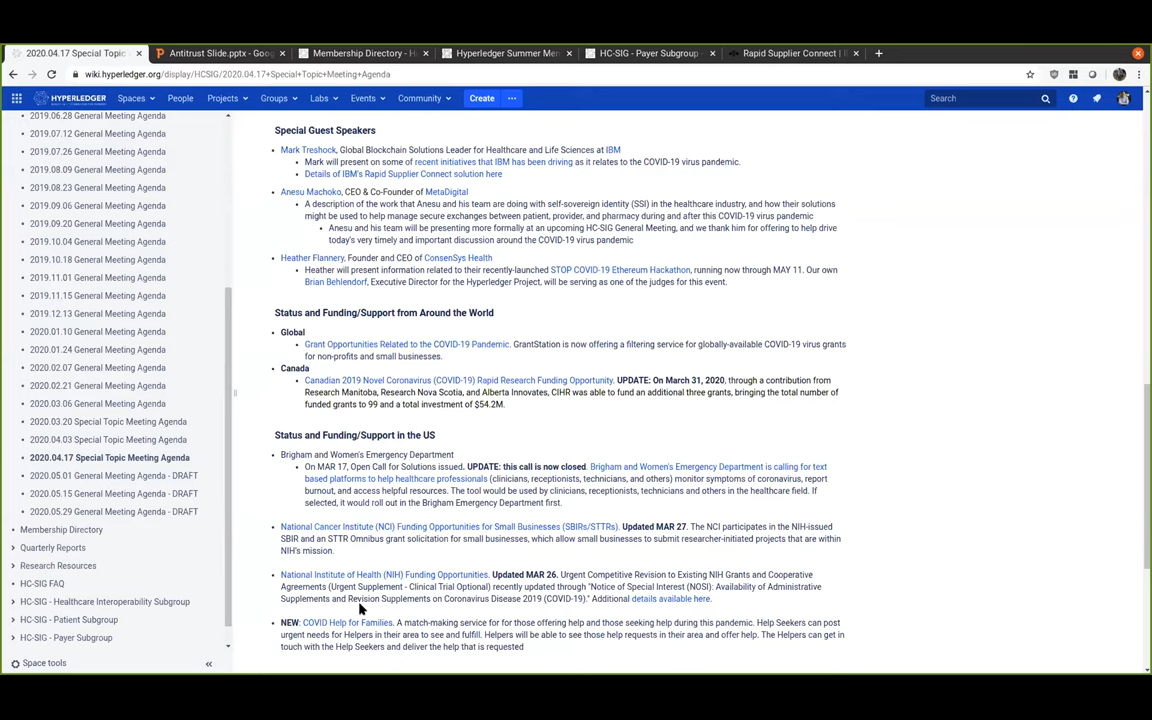 2020.04.17 Special Topic
Antitrust Slide.pptx - Goo
Membership Directory - H
Hyperledger Summer Men
HC-SIG - Payer Subgroup -
Rapid Supplier Connect | I
wiki.hyperledger.org/display/HCSIG/2020.04.17+Special+Topic+Meeting+Agenda
HYPERLEDGER
Spaces
People
Projects
Groups
Labs
Events
Community
Create
Search
2019.06.28 General Meeting Agenda
2019.07.12 General Meeting Agenda
2019.07.26 General Meeting Agenda
2019.08.09 General Meeting Agenda
2019.08.23 General Meeting Agenda
2019.09.06 General Meeting Agenda
2019.09.20 General Meeting Agenda
2019.10.04 General Meeting Agenda
2019.10.18 General Meeting Agenda
2019.11.01 General Meeting Agenda
2019.11.15 General Meeting Agenda
2019.12.13 General Meeting Agenda
2020.01.10 General Meeting Agenda
2020.01.24 General Meeting Agenda
2020.02.07 General Meeting Agenda
2020.02.21 General Meeting Agenda
2020.03.06 General Meeting Agenda
2020.03.20 Special Topic Meeting Agenda
2020.04.03 Special Topic Meeting Agenda
2020.04.17 Special Topic Meeting Agenda
2020.05.01 General Meeting Agenda - DRAFT
2020.05.15 General Meeting Agenda - DRAFT
2020.05.29 General Meeting Agenda - DRAFT
Membership Directory
Quarterly Reports
Research Resources
HC-SIG FAQ
HC-SIG - Healthcare Interoperability Subgroup
HC-SIG - Patient Subgroup
HC-SIG - Payer Subgroup
Space tools
Special Guest Speakers
Mark Treshock, Global Blockchain Solutions Leader for Healthcare and Life Sciences at IBM
Mark will present on some of recent initiatives that IBM has been driving as it relates to the COVID-19 virus pandemic.
Details of IBM's Rapid Supplier Connect solution here
Anesu Machoko, CEO & Co-Founder of MetaDigital
A description of the work that Anesu and his team are doing with self-sovereign identity (SSI) in the healthcare industry, and how their solutions
might be used to help manage secure exchanges between patient, provider, and pharmacy during and after this COVID-19 virus pandemic
Anesu and his team will be presenting more formally at an upcoming HC-SIG General Meeting, and we thank him for offering to help drive
today's very timely and important discussion around the COVID-19 virus pandemic
Heather Flannery, Founder and CEO of ConsenSys Health
Heather will present information related to their recently-launched STOP COVID-19 Ethereum Hackathon, running now through MAY 11. Our own
Brian Behlendorf, Executive Director for the Hyperledger Project, will be serving as one of the judges for this event.
Status and Funding/Support from Around the World
Global
Grant Opportunities Related to the COVID-19 Pandemic. GrantStation is now offering a filtering service for globally-available COVID-19 virus grants
for non-profits and small businesses.
Canada
Canadian 2019 Novel Coronavirus (COVID-19) Rapid Research Funding Opportunity. UPDATE: On March 31, 2020, through a contribution from
Research Manitoba, Research Nova Scotia, and Alberta Innovates, CIHR was able to fund an additional three grants, bringing the total number of
funded grants to 99 and a total investment of $54.2M.
Status and Funding/Support in the US
Brigham and Women's Emergency Department
On MAR 17, Open Call for Solutions issued. UPDATE: this call is now closed. Brigham and Women's Emergency Department is calling for text
based platforms to help healthcare professionals (clinicians, receptionists, technicians, and others) monitor symptoms of coronavirus, report
burnout, and access helpful resources. The tool would be used by clinicians, receptionists, technicians and others in the healthcare field. If
selected, it would roll out in the Brigham Emergency Department first.
National Cancer Institute (NCI) Funding Opportunities for Small Businesses (SBIRs/STTRs). Updated MAR 27. The NCI participates in the NIH-issued
SBIR and an STTR Omnibus grant solicitation for small businesses, which allow small businesses to submit researcher-initiated projects that are within
NIH's mission.
National Institute of Health (NIH) Funding Opportunities. Updated MAR 26. Urgent Competitive Revision to Existing NIH Grants and Cooperative
Agreements (Urgent Supplement - Clinical Trial Optional) recently updated through "Notice of Special Interest (NOSI): Availability of Administrative
Supplements and Revision Supplements on Coronavirus Disease 2019 (COVID-19)." Additional details available here.
NEW: COVID Help for Families. A match-making service for for those offering help and those seeking help during this pandemic. Help Seekers can post
urgent needs for Helpers in their area to see and fulfill. Helpers will be able to see those help requests in their area and offer help. The Helpers can get in
touch with the Help Seekers and deliver the help that is requested